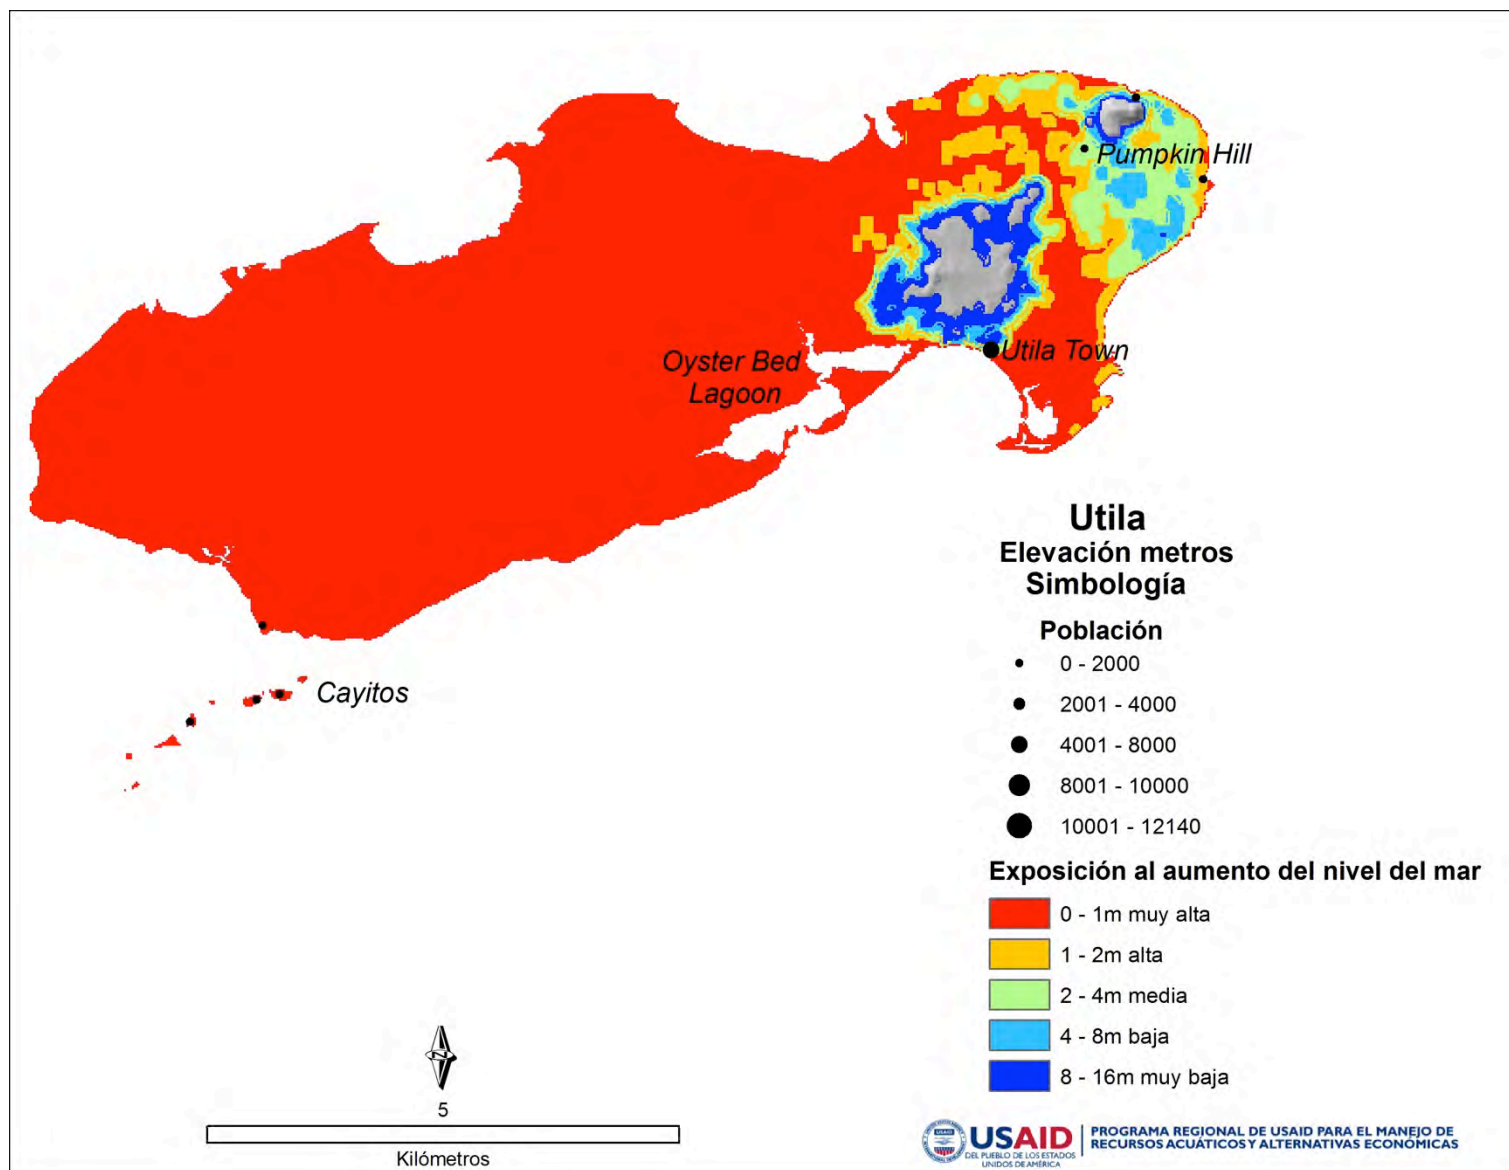 Pumpkin Hill
Utila Town
Oyster Bed
Lagoon
Cayitos
Utila
Elevación metros
Simbología
Población
0 - 2000
2001 - 4000
4001 - 8000
8001 - 10000
10001 - 12140
Exposición al aumento del nivel del mar
0 - 1m muy alta
1 - 2m alta
2 - 4m media
4 - 8m baja
8 - 16m muy baja
N
5
Kilómetros
USAID
DEL PUEBLO DE LOS ESTADOS
UNIDOS DE AMÉRICA
PROGRAMA REGIONAL DE USAID PARA EL MANEJO DE
RECURSOS ACUÁTICOS Y ALTERNATIVAS ECONÓMICAS